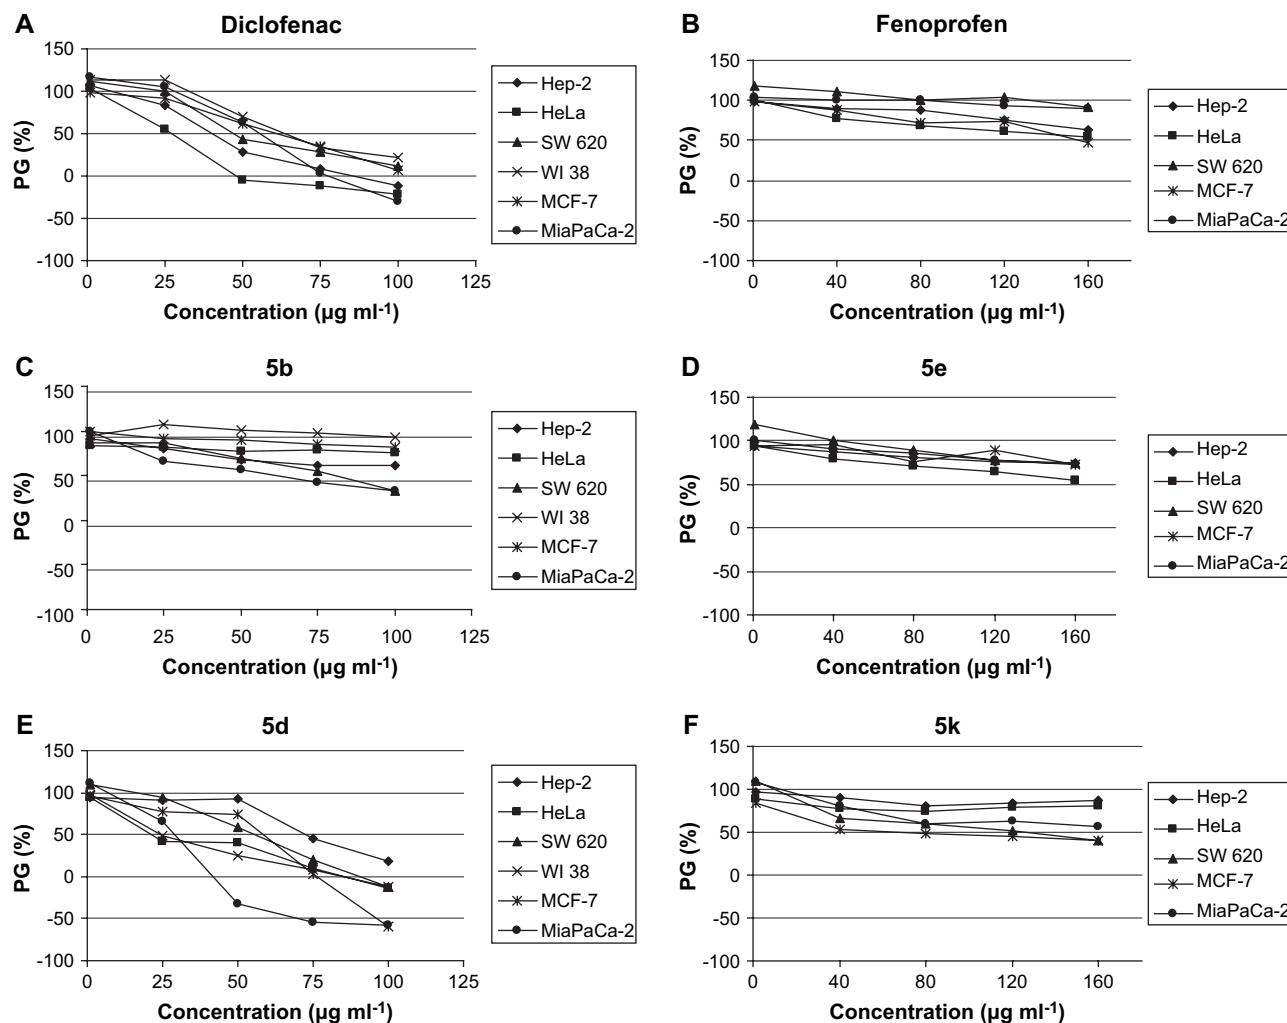 A
Diclofenac
150
100
50
0
-50
-100
PG (%)
0 25 50 75 100 125
Concentration (µg ml-1)
Hep-2
HeLa
SW 620
WI 38
MCF-7
MiaPaCa-2
B
Fenoprofen
150
100
50
0
-50
-100
PG (%)
0 40 80 120 160
Concentration (µg ml-1)
Hep-2
HeLa
SW 620
MCF-7
MiaPaCa-2
C
5b
150
100
50
0
-50
-100
PG (%)
0 25 50 75 100 125
Concentration (µg ml-1)
Hep-2
HeLa
SW 620
WI 38
MCF-7
MiaPaCa-2
D
5e
150
100
50
0
-50
-100
PG (%)
0 40 80 120 160
Concentration (µg ml-1)
Hep-2
HeLa
SW 620
MCF-7
MiaPaCa-2
E
5d
150
100
50
0
-50
-100
PG (%)
0 25 50 75 100 125
Concentration (µg ml-1)
Hep-2
HeLa
SW 620
WI 38
MCF-7
MiaPaCa-2
F
5k
150
100
50
0
-50
-100
PG (%)
0 40 80 120 160
Concentration (µg ml-1)
Hep-2
HeLa
SW 620
MCF-7
MiaPaCa-2